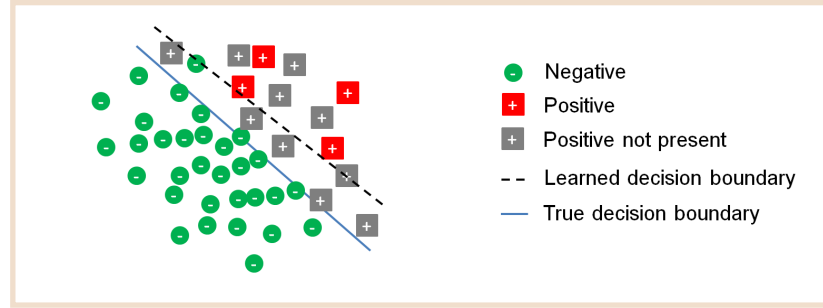 Negative
Positive
Positive not present
Learned decision boundary
True decision boundary